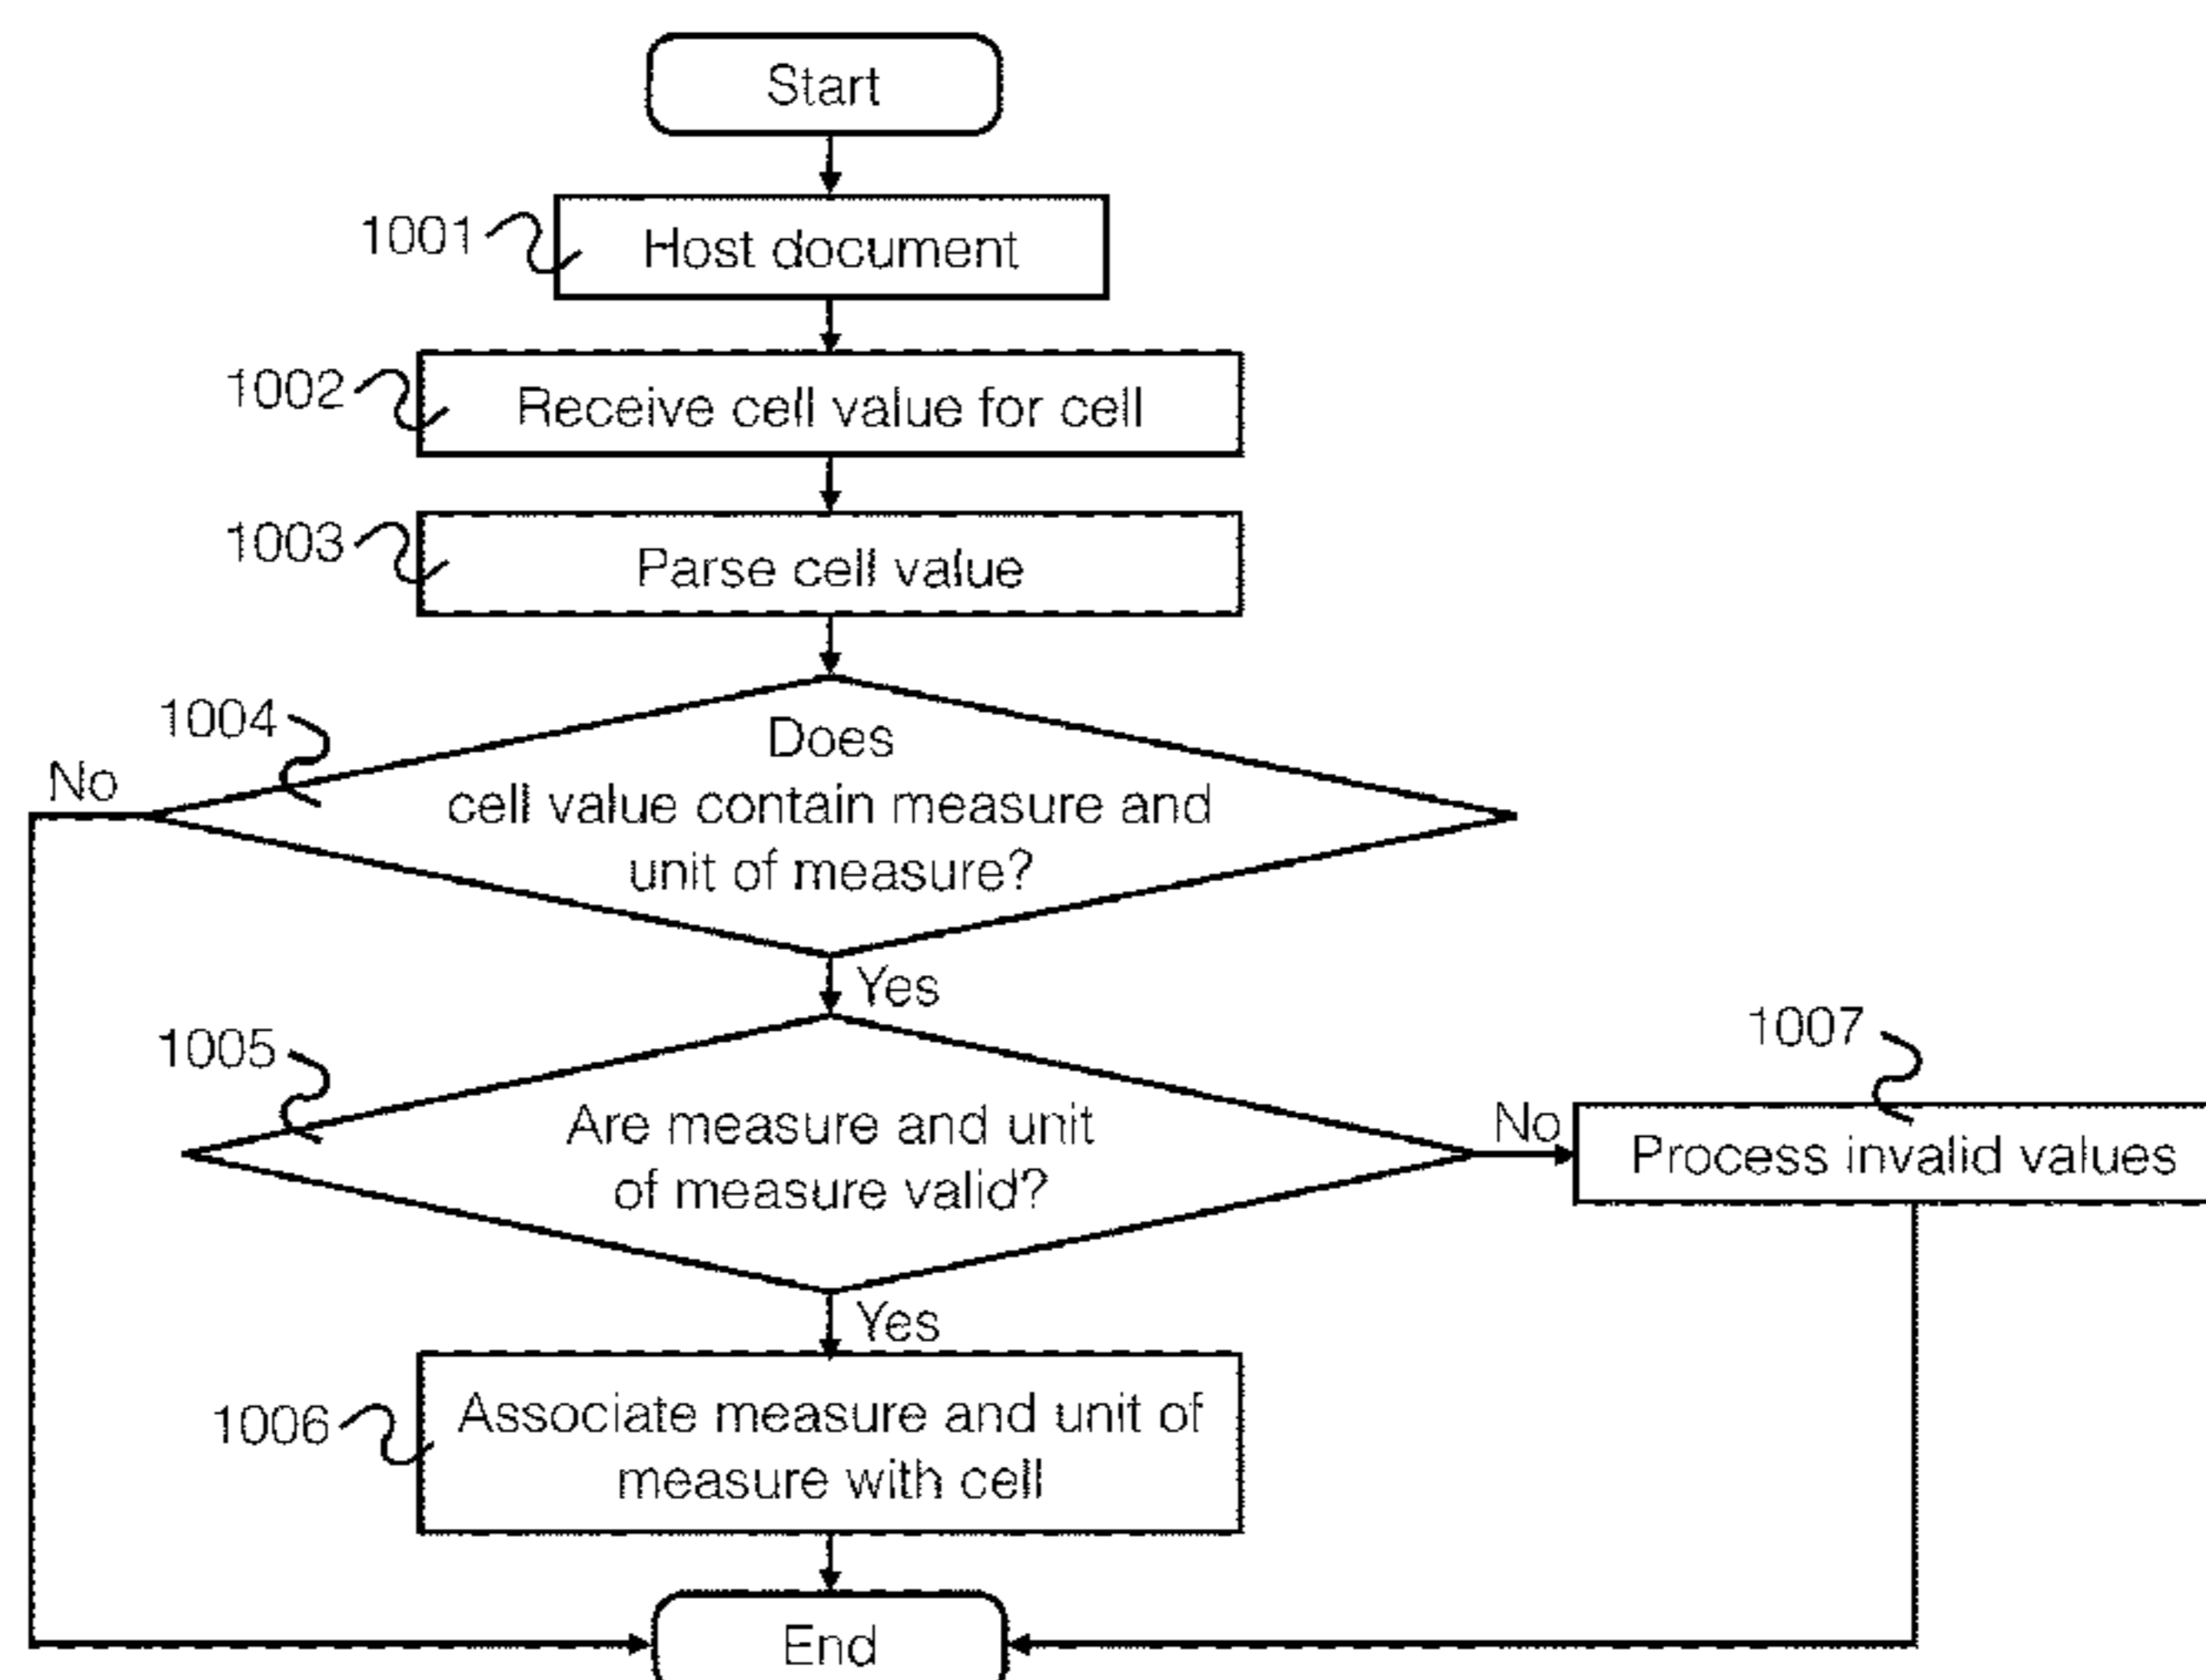 Start
1001
Host document
1002
Receive cell value for cell
1003
Parse cell value
1004
No
Does
cell value contain measure and
unit of measure?
Yes
1005
Are measure and unit
of measure valid?
No
1007
Process invalid values
Yes
1006
Associate measure and unit of
measure with cell
End